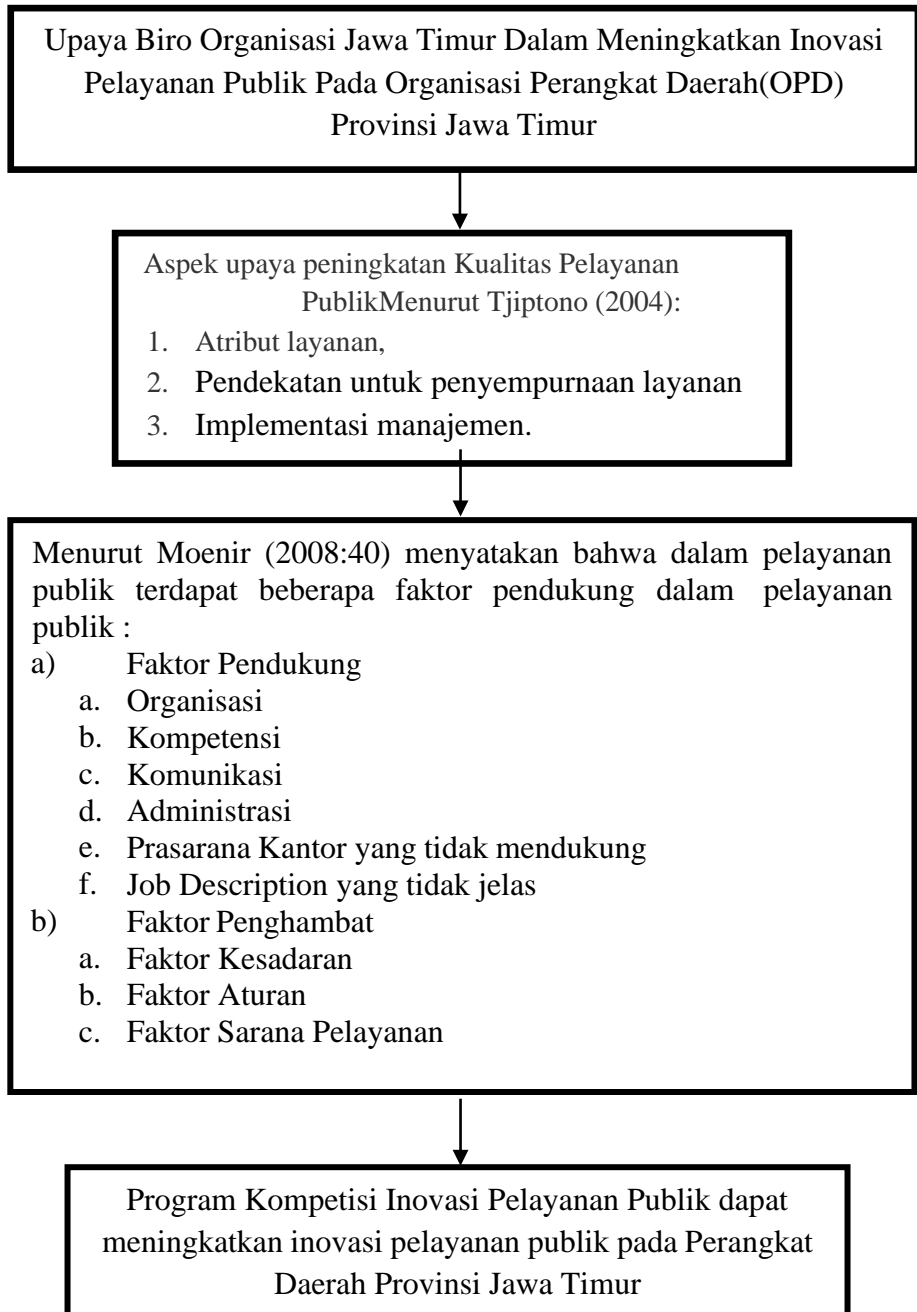 Upaya Biro Organisasi Jawa Timur Dalam Meningkatkan Inovasi
Pelayanan Publik Pada Organisasi Perangkat Daerah(OPD)
Provinsi Jawa Timur
Aspek upaya peningkatan Kualitas Pelayanan
PublikMenurut Tjiptono (2004):
1. Atribut layanan,
2. Pendekatan untuk penyempurnaan layanan
3. Implementasi manajemen.
Menurut Moenir (2008:40) menyatakan bahwa dalam pelayanan
publik terdapat beberapa faktor pendukung dalam pelayanan
publik :
a) Faktor Pendukung
a. Organisasi
b. Kompetensi
c. Komunikasi
d. Administrasi
e. Prasarana Kantor yang tidak mendukung
f. Job Description yang tidak jelas
b) Faktor Penghambat
a. Faktor Kesadaran
b. Faktor Aturan
c. Faktor Sarana Pelayanan
Program Kompetisi Inovasi Pelayanan Publik dapat
meningkatkan inovasi pelayanan publik pada Perangkat
Daerah Provinsi Jawa Timur